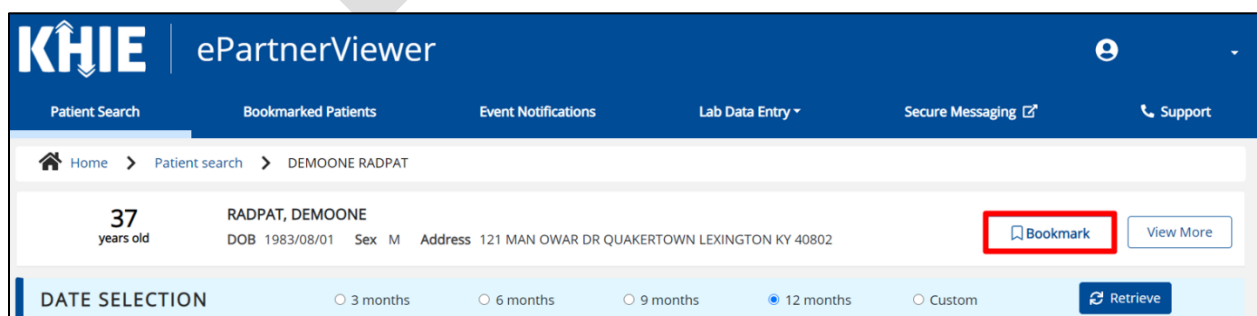 KHIE ePartnerViewer
Patient Search Bookmarked Patients Event Notifications Lab Data Entry Secure Messaging Support
Home > Patient search > DEMOONE RADPAT
37 RADPAT, DEMOONE
years old DOB 1983/08/01 Sex M Address 121 MAN OWAR DR QUAKERTOWN LEXINGTON KY 40802 Bookmark View More
DATE SELECTION 3 months 6 months 9 months 12 months Custom Retrieve